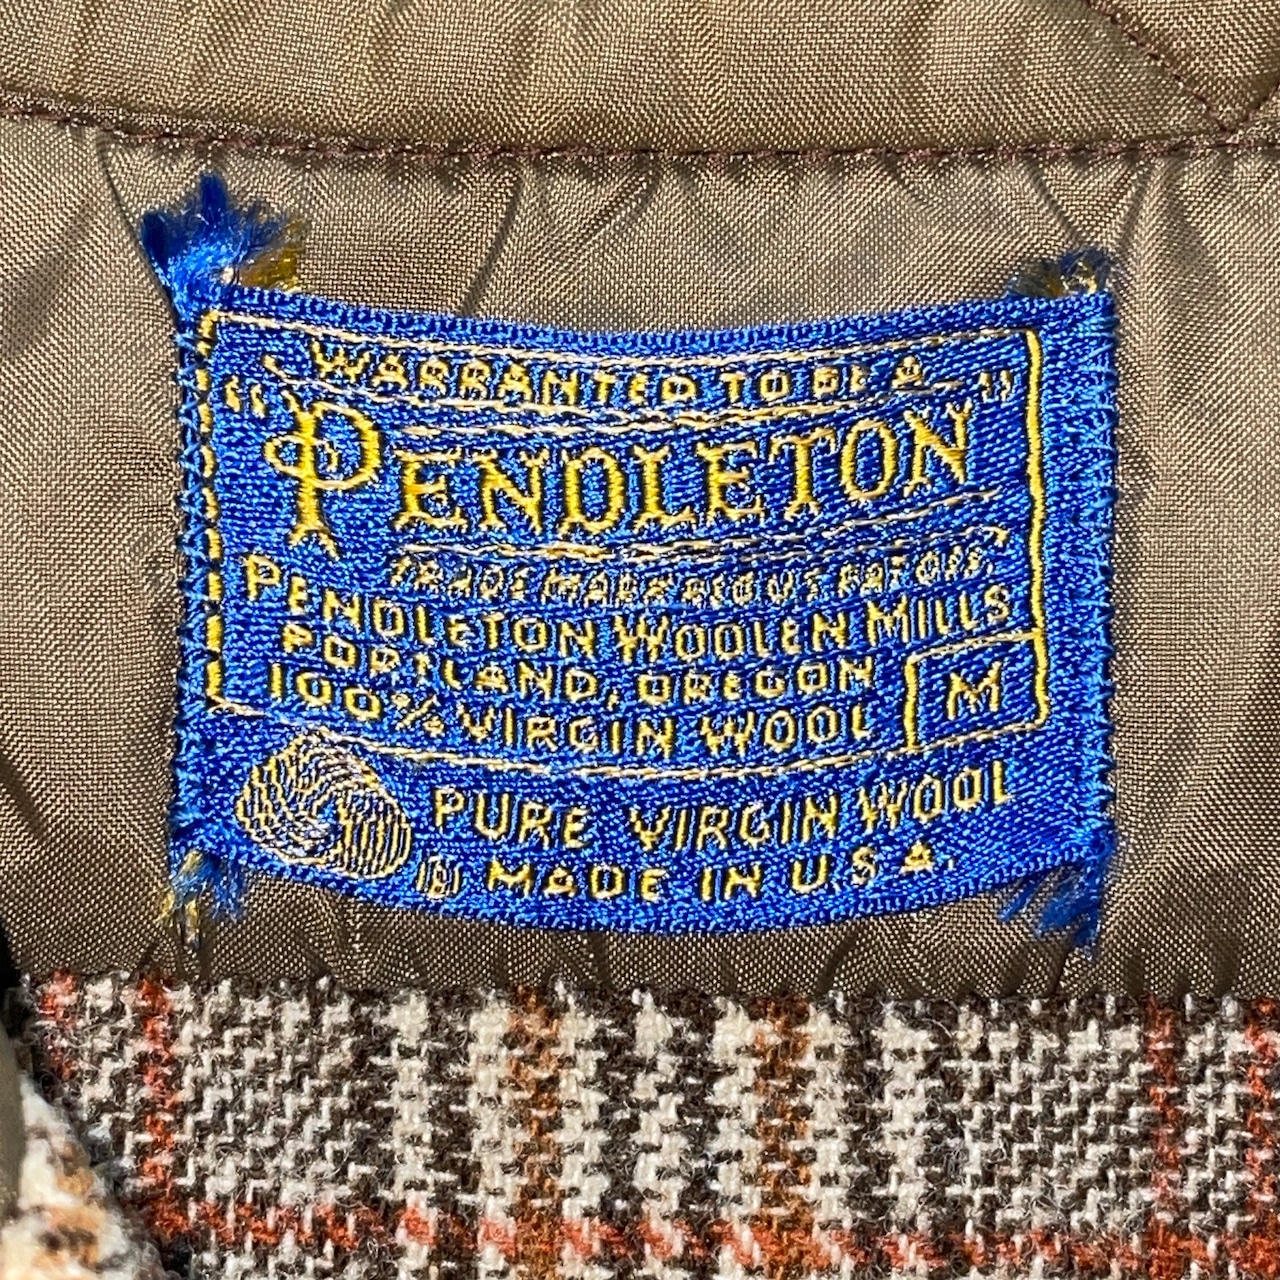 WARRANTED TO BE A
"PENDLETON"
TRADE MARK REG U.S. PAT. OFF.
PENDLETON WOOLEN MILLS
PORTLAND, OREGON
100% VIRGIN WOOL
M
PURE VIRGIN WOOL
® MADE IN U.S.A.